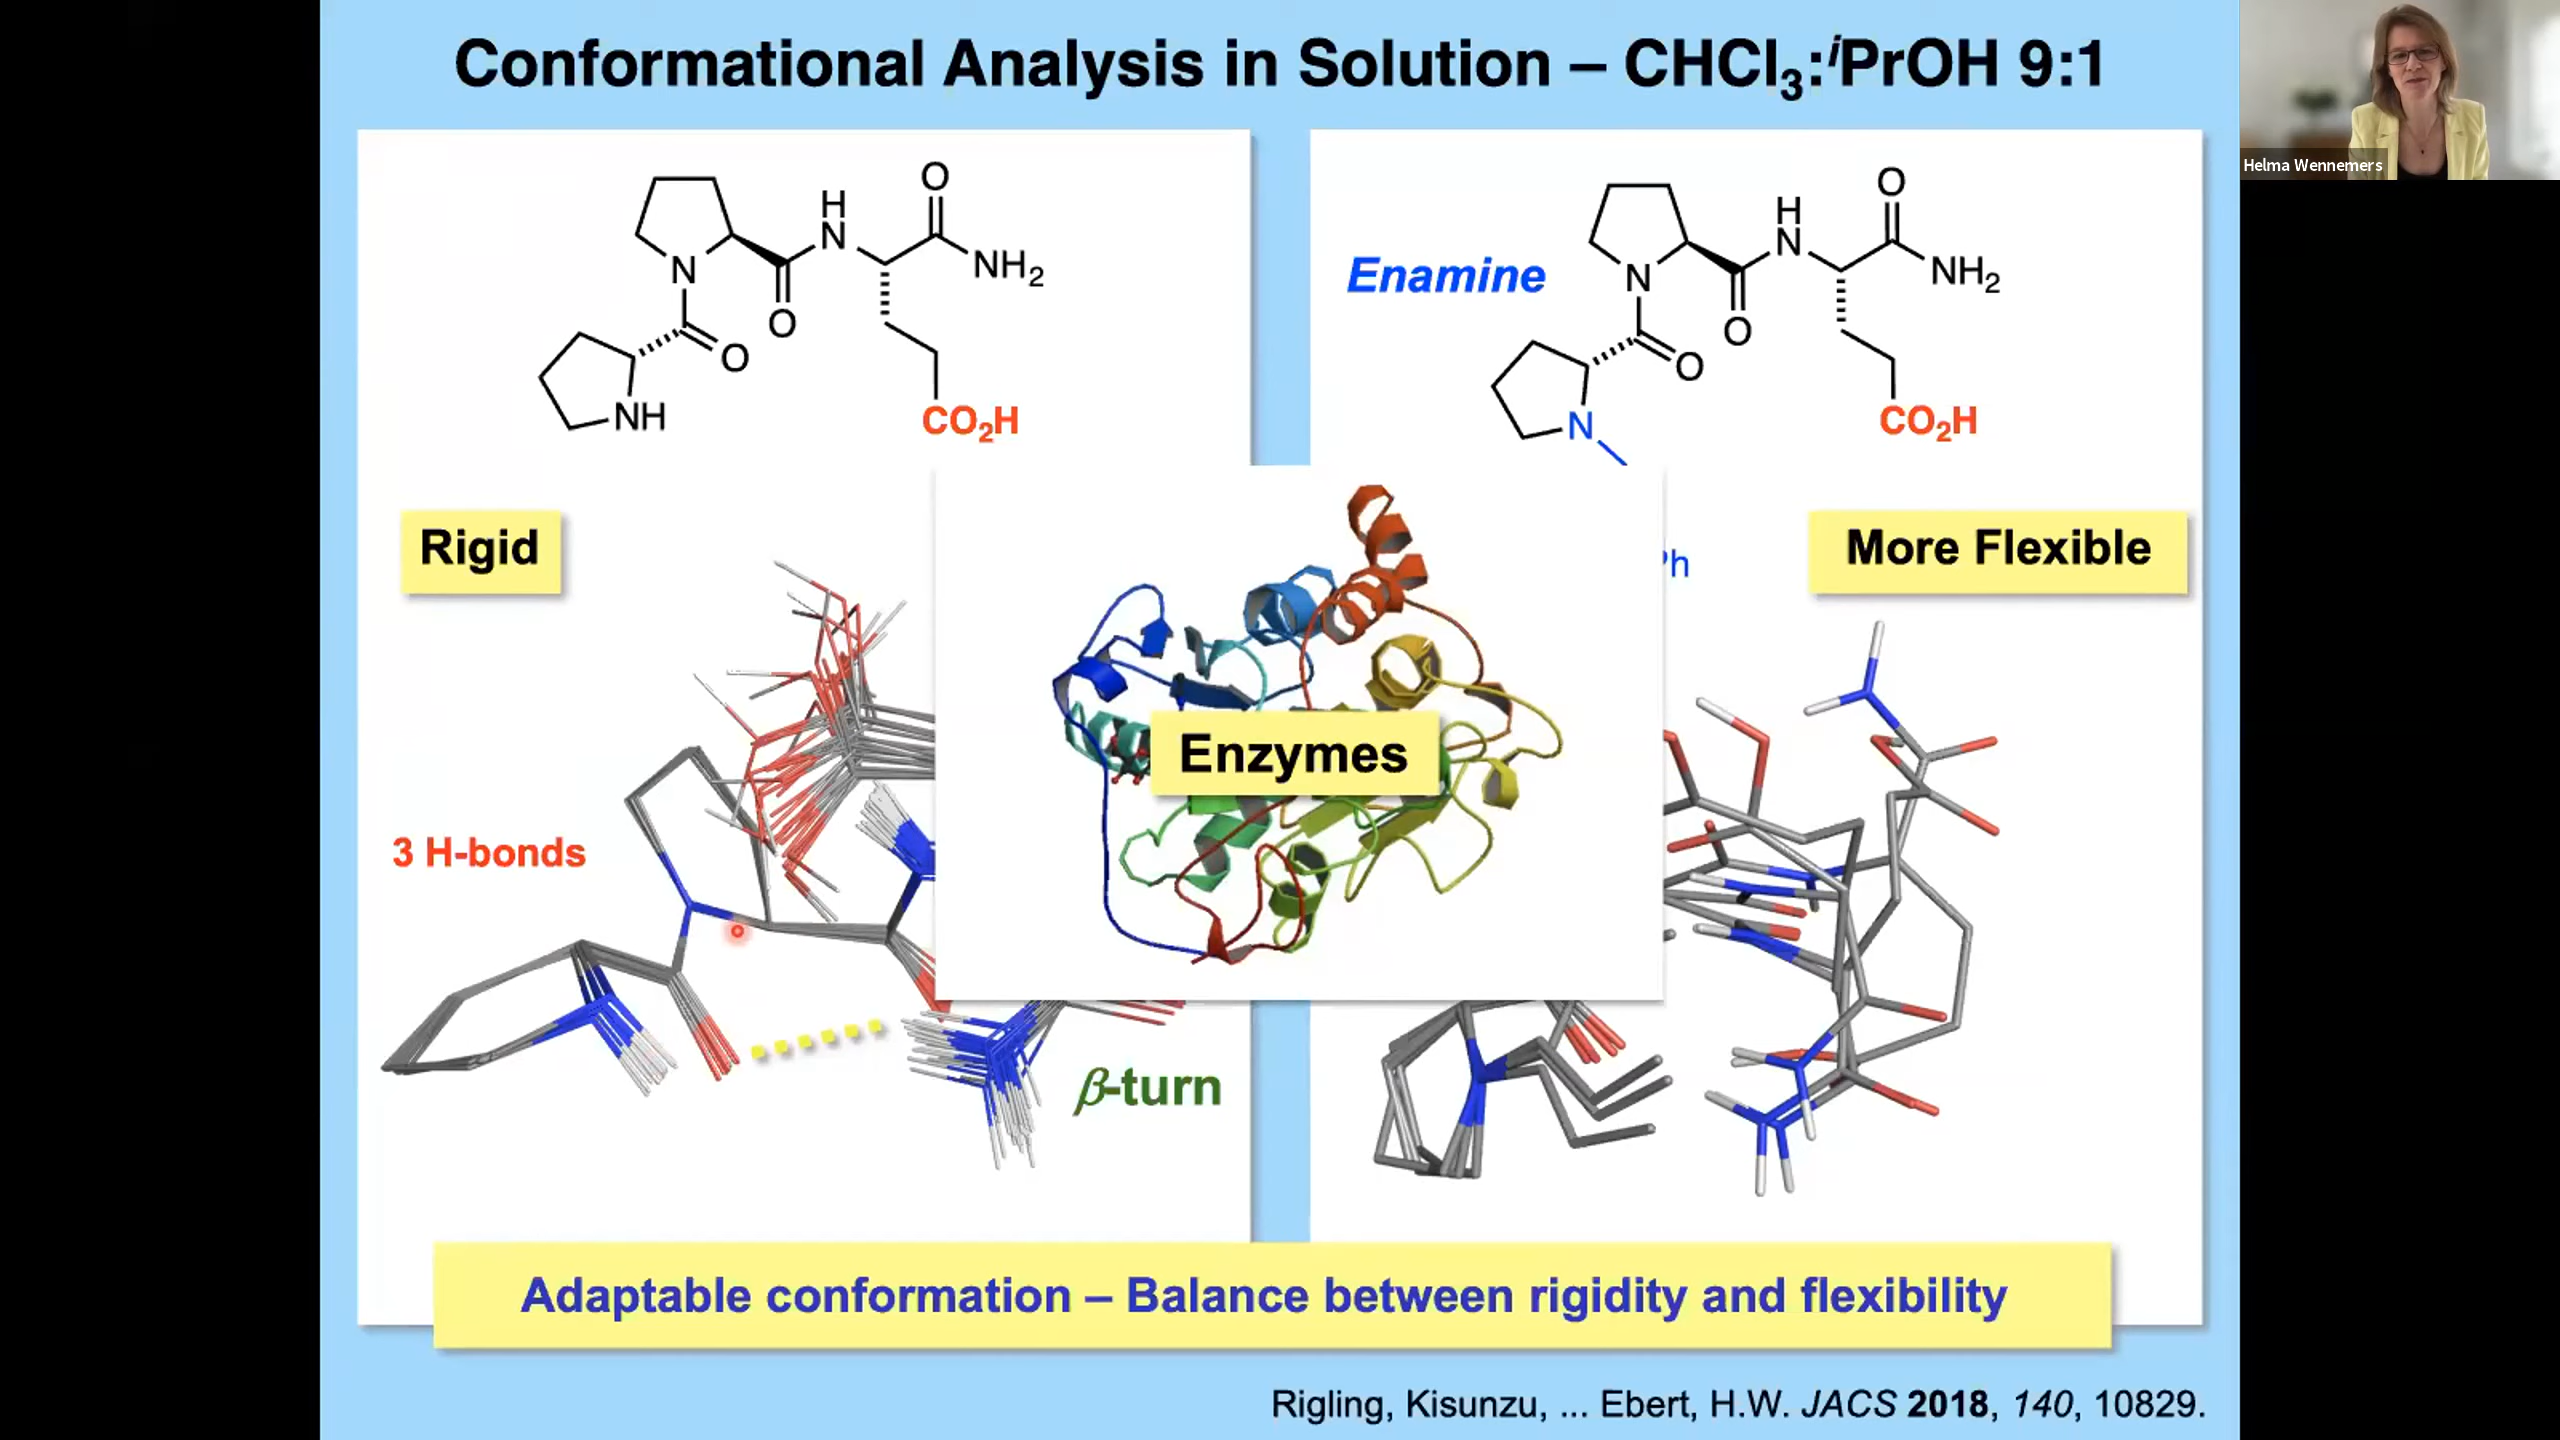 Conformational Analysis in Solution – CHCl₃:ⁱPrOH 9:1
Helma Wennemers
O
H
N
NH₂
N
O
O
NH
CO₂H
Enamine
O
H
N
NH₂
N
O
O
N
CO₂H
Rigid
Ph
More Flexible
Enzymes
3 H-bonds
β-turn
Adaptable conformation – Balance between rigidity and flexibility
Rigling, Kisunzu, ... Ebert, H.W. JACS 2018, 140, 10829.